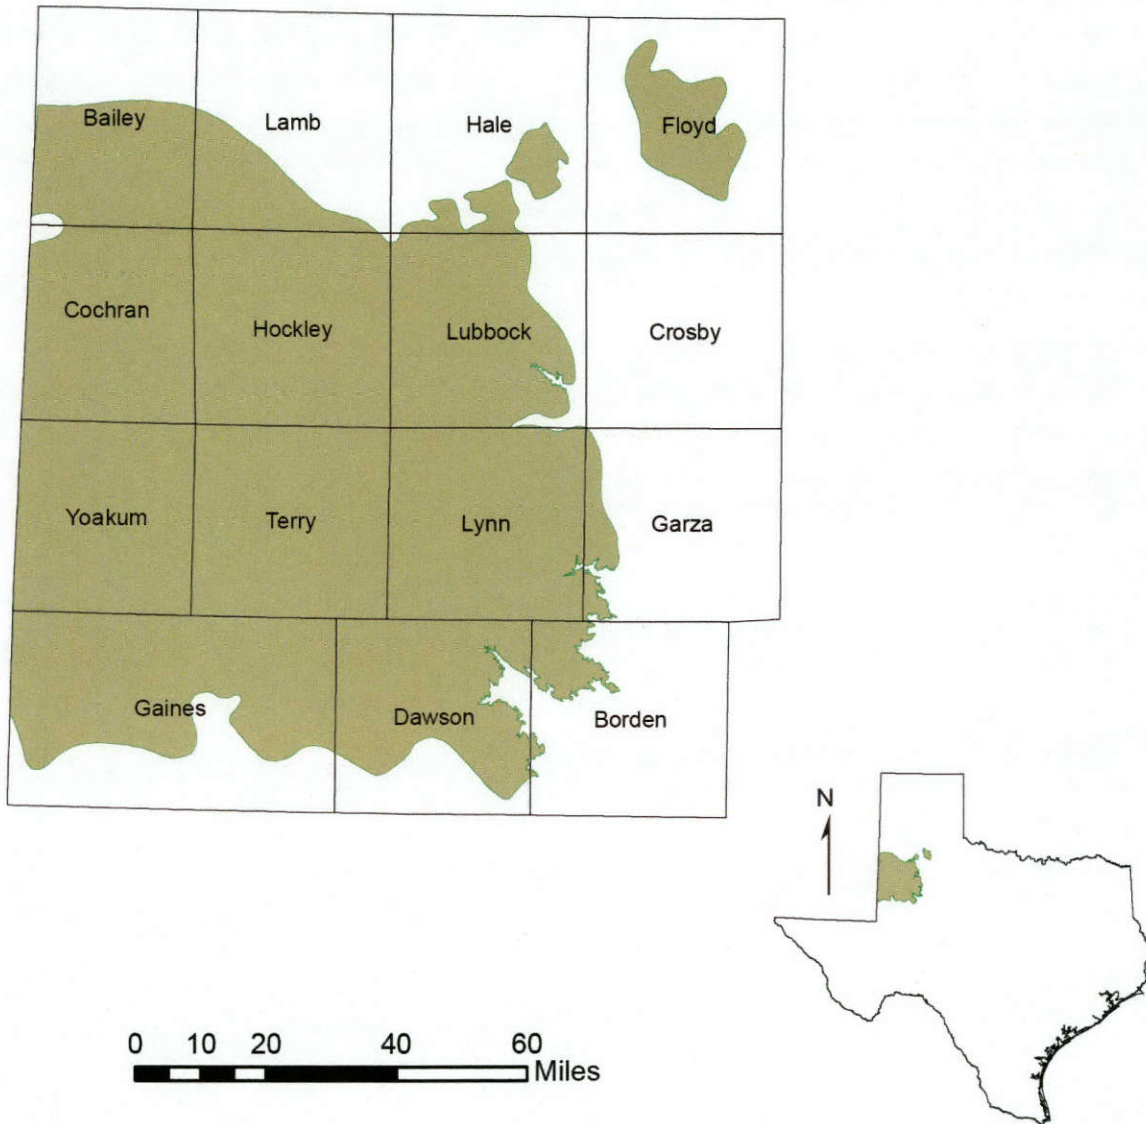 Bailey
Lamb
Hale
Floyd
Cochran
Hockley
Lubbock
Crosby
Yoakum
Terry
Lynn
Garza
Gaines
Dawson
Borden
N
0 10 20 40 60
Miles